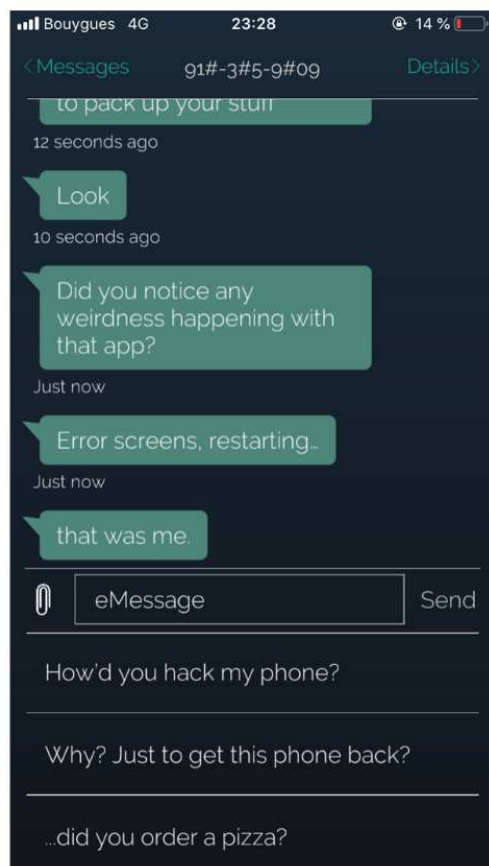 Bouygues 4G 23:28 14 %
Messages 91#-3#5-9#09 Details
to pack up your stuff
12 seconds ago
Look
10 seconds ago
Did you notice any
weirdness happening with
that app?
Just now
Error screens, restarting...
Just now
that was me.
eMessage Send
How'd you hack my phone?
Why? Just to get this phone back?
...did you order a pizza?